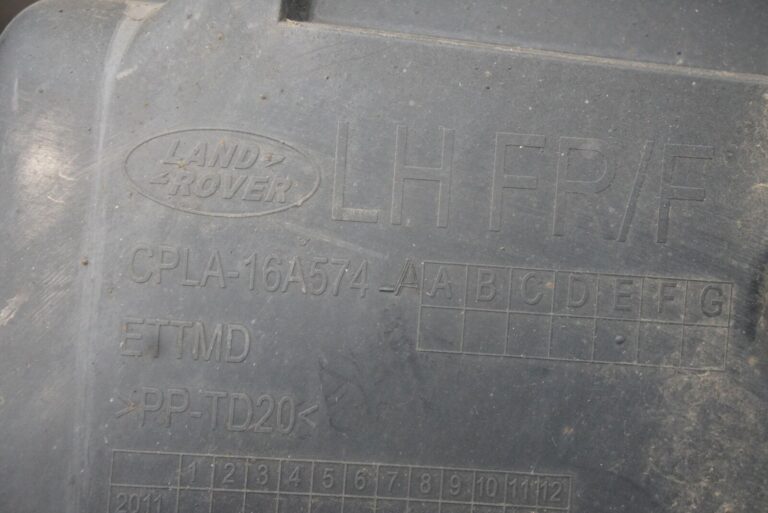 LAND ROVER LH FR/F
CPLA-16A574-A A B C D E F G
ETTMD
>PP-TD20<
1 2 3 4 5 6 7 8 9 10 11 12
2011